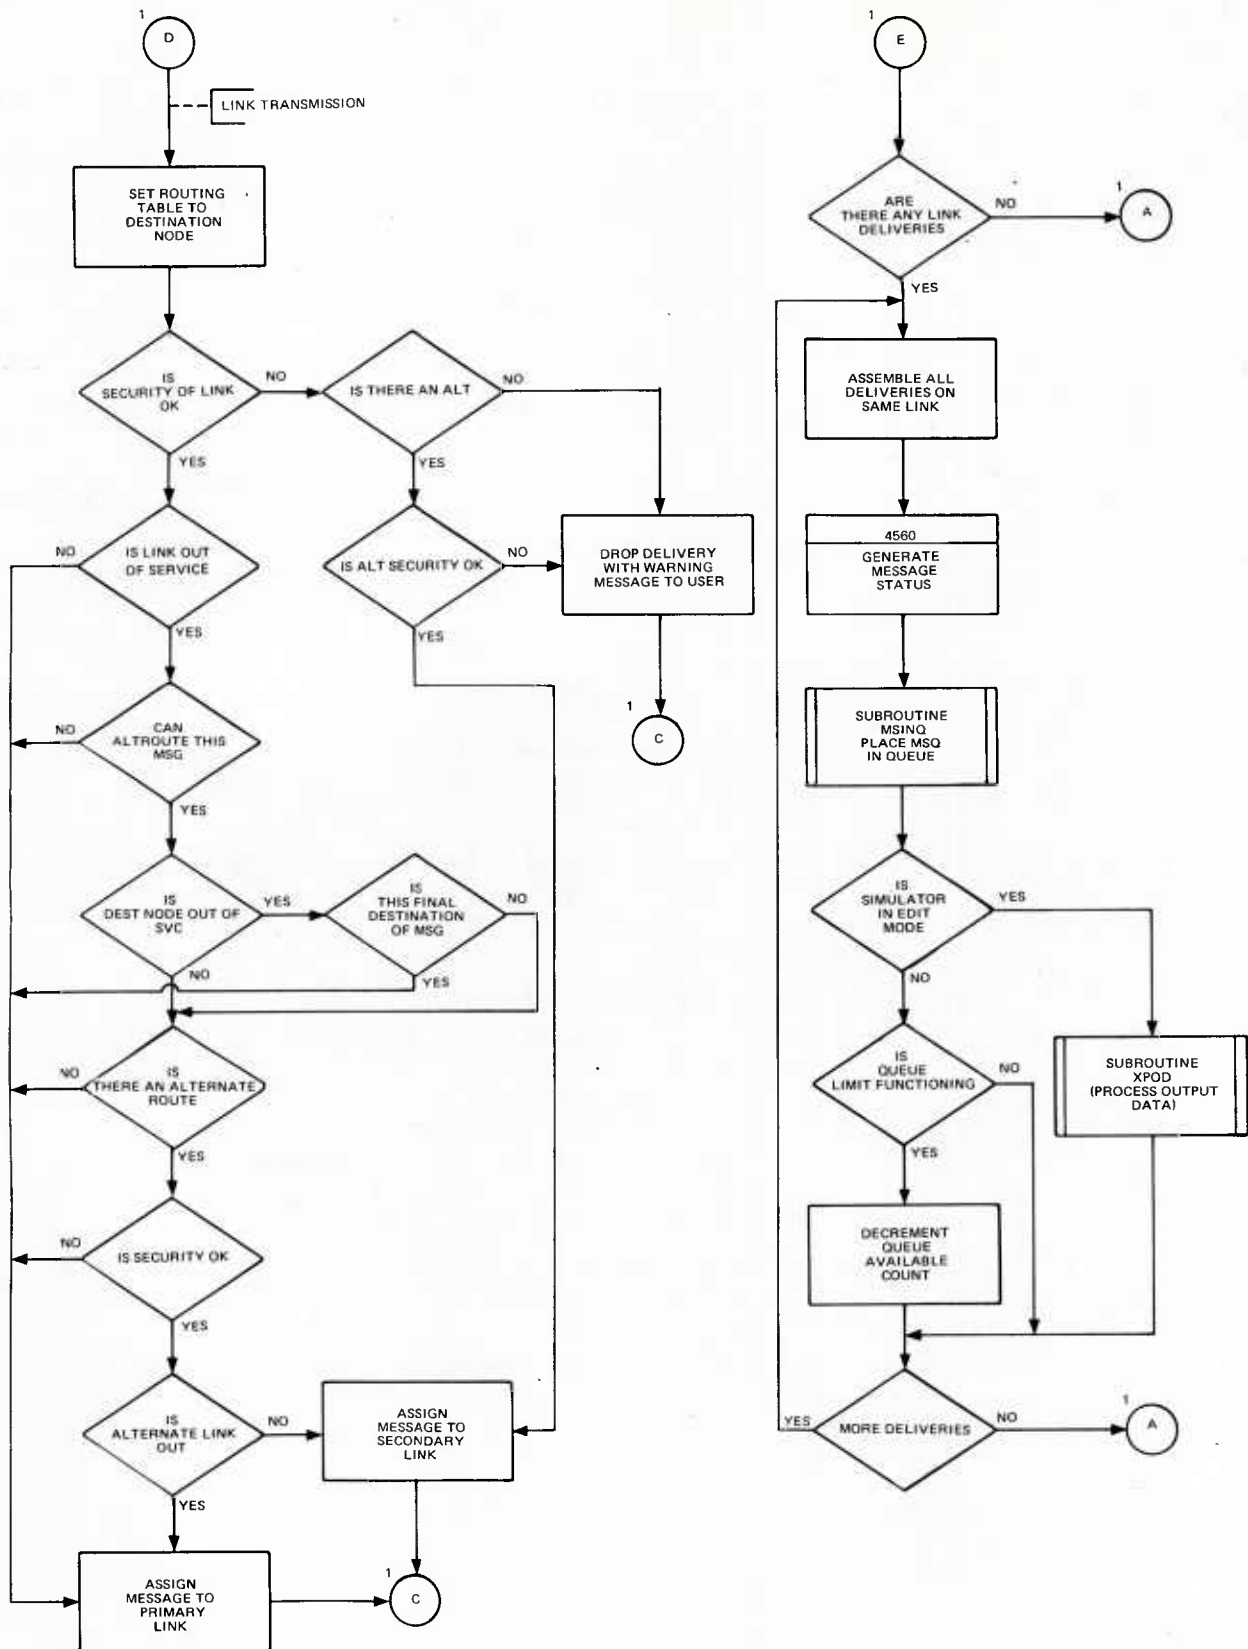 1
D
LINK TRANSMISSION
SET ROUTING
TABLE TO
DESTINATION
NODE
IS
SECURITY OF LINK
OK
NO
YES
IS THERE AN ALT
NO
YES
IS LINK OUT
OF SERVICE
NO
YES
IS ALT SECURITY OK
NO
YES
DROP DELIVERY
WITH WARNING
MESSAGE TO USER
1
C
CAN
ALTROUTE THIS
MSG
NO
YES
IS
DEST NODE OUT OF
SVC
YES
NO
IS
THIS FINAL
DESTINATION
OF MSG
NO
YES
IS
THERE AN ALTERNATE
ROUTE
NO
YES
IS SECURITY OK
NO
YES
IS
ALTERNATE LINK
OUT
NO
YES
ASSIGN
MESSAGE TO
SECONDARY
LINK
ASSIGN
MESSAGE TO
PRIMARY
LINK
1
C
1
E
ARE
THERE ANY LINK
DELIVERIES
NO
YES
1
A
ASSEMBLE ALL
DELIVERIES ON
SAME LINK
4560
GENERATE
MESSAGE
STATUS
SUBROUTINE
MSINQ
PLACE MSQ
IN QUEUE
IS
SIMULATOR
IN EDIT
MODE
YES
NO
IS
QUEUE
LIMIT FUNCTIONING
NO
YES
SUBROUTINE
XPOD
(PROCESS OUTPUT
DATA)
DECREMENT
QUEUE
AVAILABLE
COUNT
MORE DELIVERIES
YES
NO
1
A